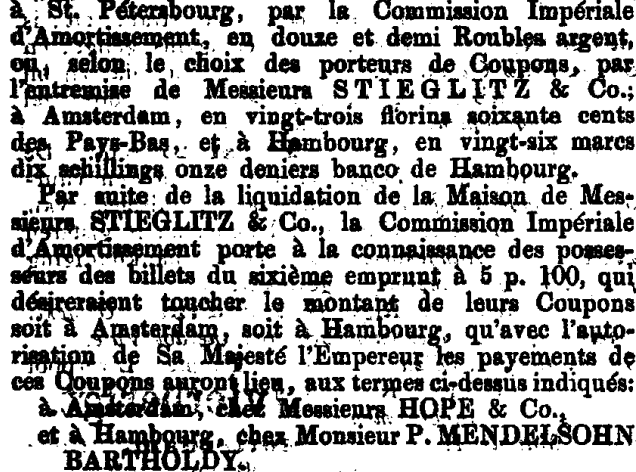 à St. Pétersbourg, par la Commission Impériale
d'Amortissement, en douze et demi Roubles argent,
ou, selon le choix des porteurs de Coupons, par
l'entremise de Messieurs STIEGLITZ & Co.;
à Amsterdam, en vingt-trois florins soixante cents
des Pays-Bas, et à Hambourg, en vingt-six marcs
dix schillings onze deniers banco de Hambourg.
Par suite de la liquidation de la Maison de Mes-
sieurs STIEGLITZ & Co., la Commission Impériale
d'Amortissement porte à la connaissance des posses-
seurs des billets du sixième emprunt à 5 p. 100, qui
désireraient toucher le montant de leurs Coupons
soit à Amsterdam, soit à Hambourg, qu'avec l'auto-
risation de Sa Majesté l'Empereur les payements de
ces Coupons auront lieu, aux termes ci-dessus indiqués:
à Amsterdam, chez Messieurs HOPE & Co.,
et à Hambourg, chez Monsieur P. MENDELSOHN
BARTHOLDY.